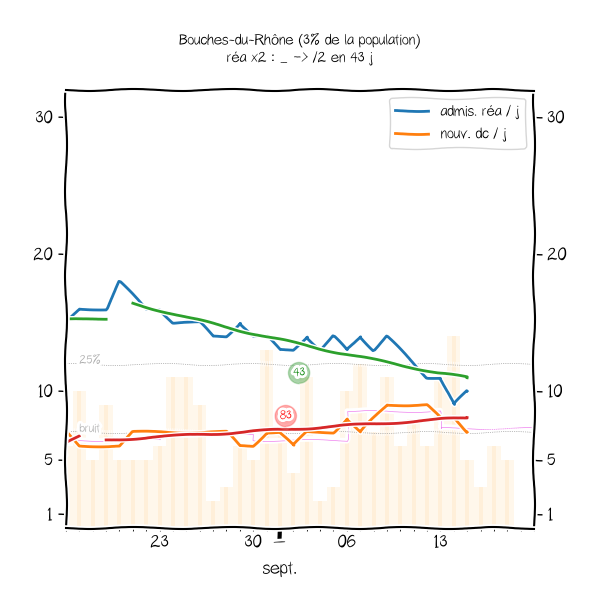 Bouches-du-Rhône (3% de la population)
réa x2 : _ -> /2 en 43 j
admis. réa / j
nouv. dc / j
30
30
20
20
25%
43
10
10
83
bruit
5
5
1
1
23
30
06
13
sept.